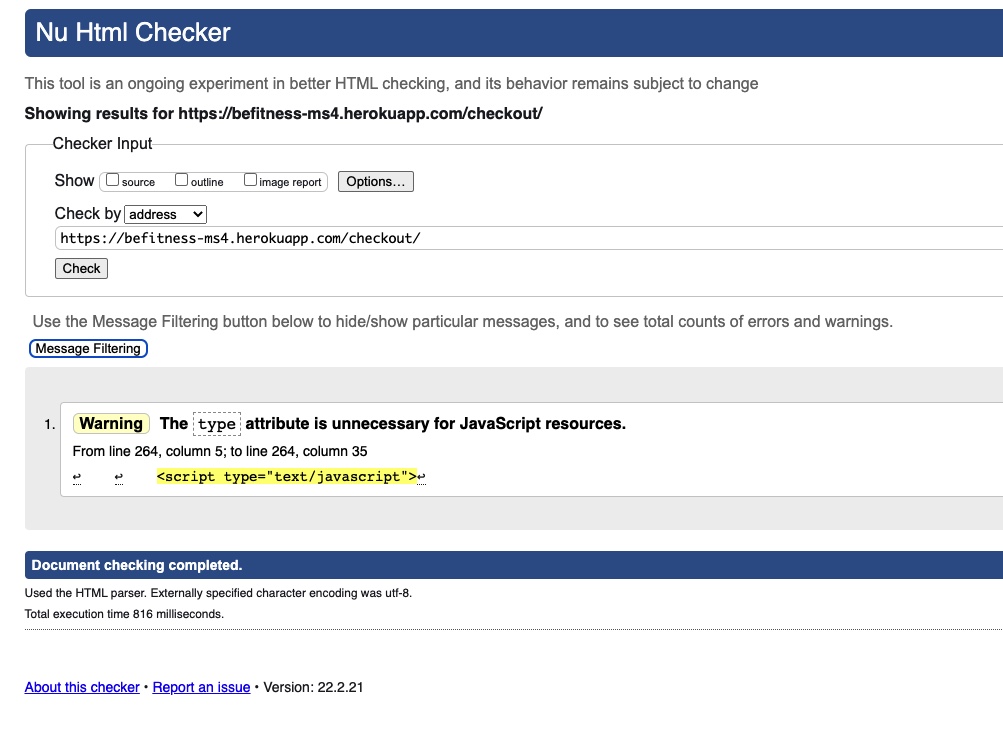 Nu Html Checker
This tool is an ongoing experiment in better HTML checking, and its behavior remains subject to change
Showing results for https://befitness-ms4.herokuapp.com/checkout/
Checker Input
Show source outline image report Options...
Check by address
https://befitness-ms4.herokuapp.com/checkout/
Check
Use the Message Filtering button below to hide/show particular messages, and to see total counts of errors and warnings.
Message Filtering
1. Warning The type attribute is unnecessary for JavaScript resources.
From line 264, column 5; to line 264, column 35
↩ ↩ <script type="text/javascript">↩
Document checking completed.
Used the HTML parser. Externally specified character encoding was utf-8.
Total execution time 816 milliseconds.
About this checker • Report an issue • Version: 22.2.21